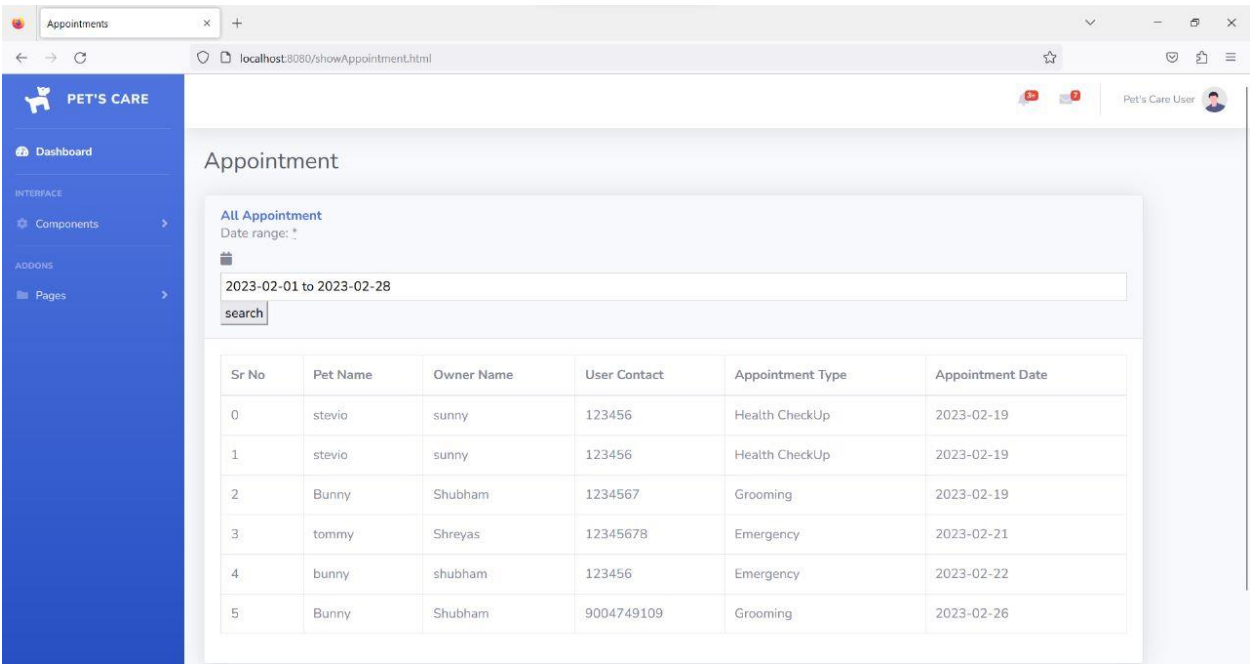 Appointments
localhost:8080/showAppointment.html
PET'S CARE
3+
7
Pet's Care User
Dashboard
INTERFACE
Components
ADDONS
Pages
Appointment
All Appointment
Date range: *
2023-02-01 to 2023-02-28
search
Sr No Pet Name Owner Name User Contact Appointment Type Appointment Date
0 stevio sunny 123456 Health CheckUp 2023-02-19
1 stevio sunny 123456 Health CheckUp 2023-02-19
2 Bunny Shubham 1234567 Grooming 2023-02-19
3 tommy Shreyas 12345678 Emergency 2023-02-21
4 bunny shubham 123456 Emergency 2023-02-22
5 Bunny Shubham 9004749109 Grooming 2023-02-26